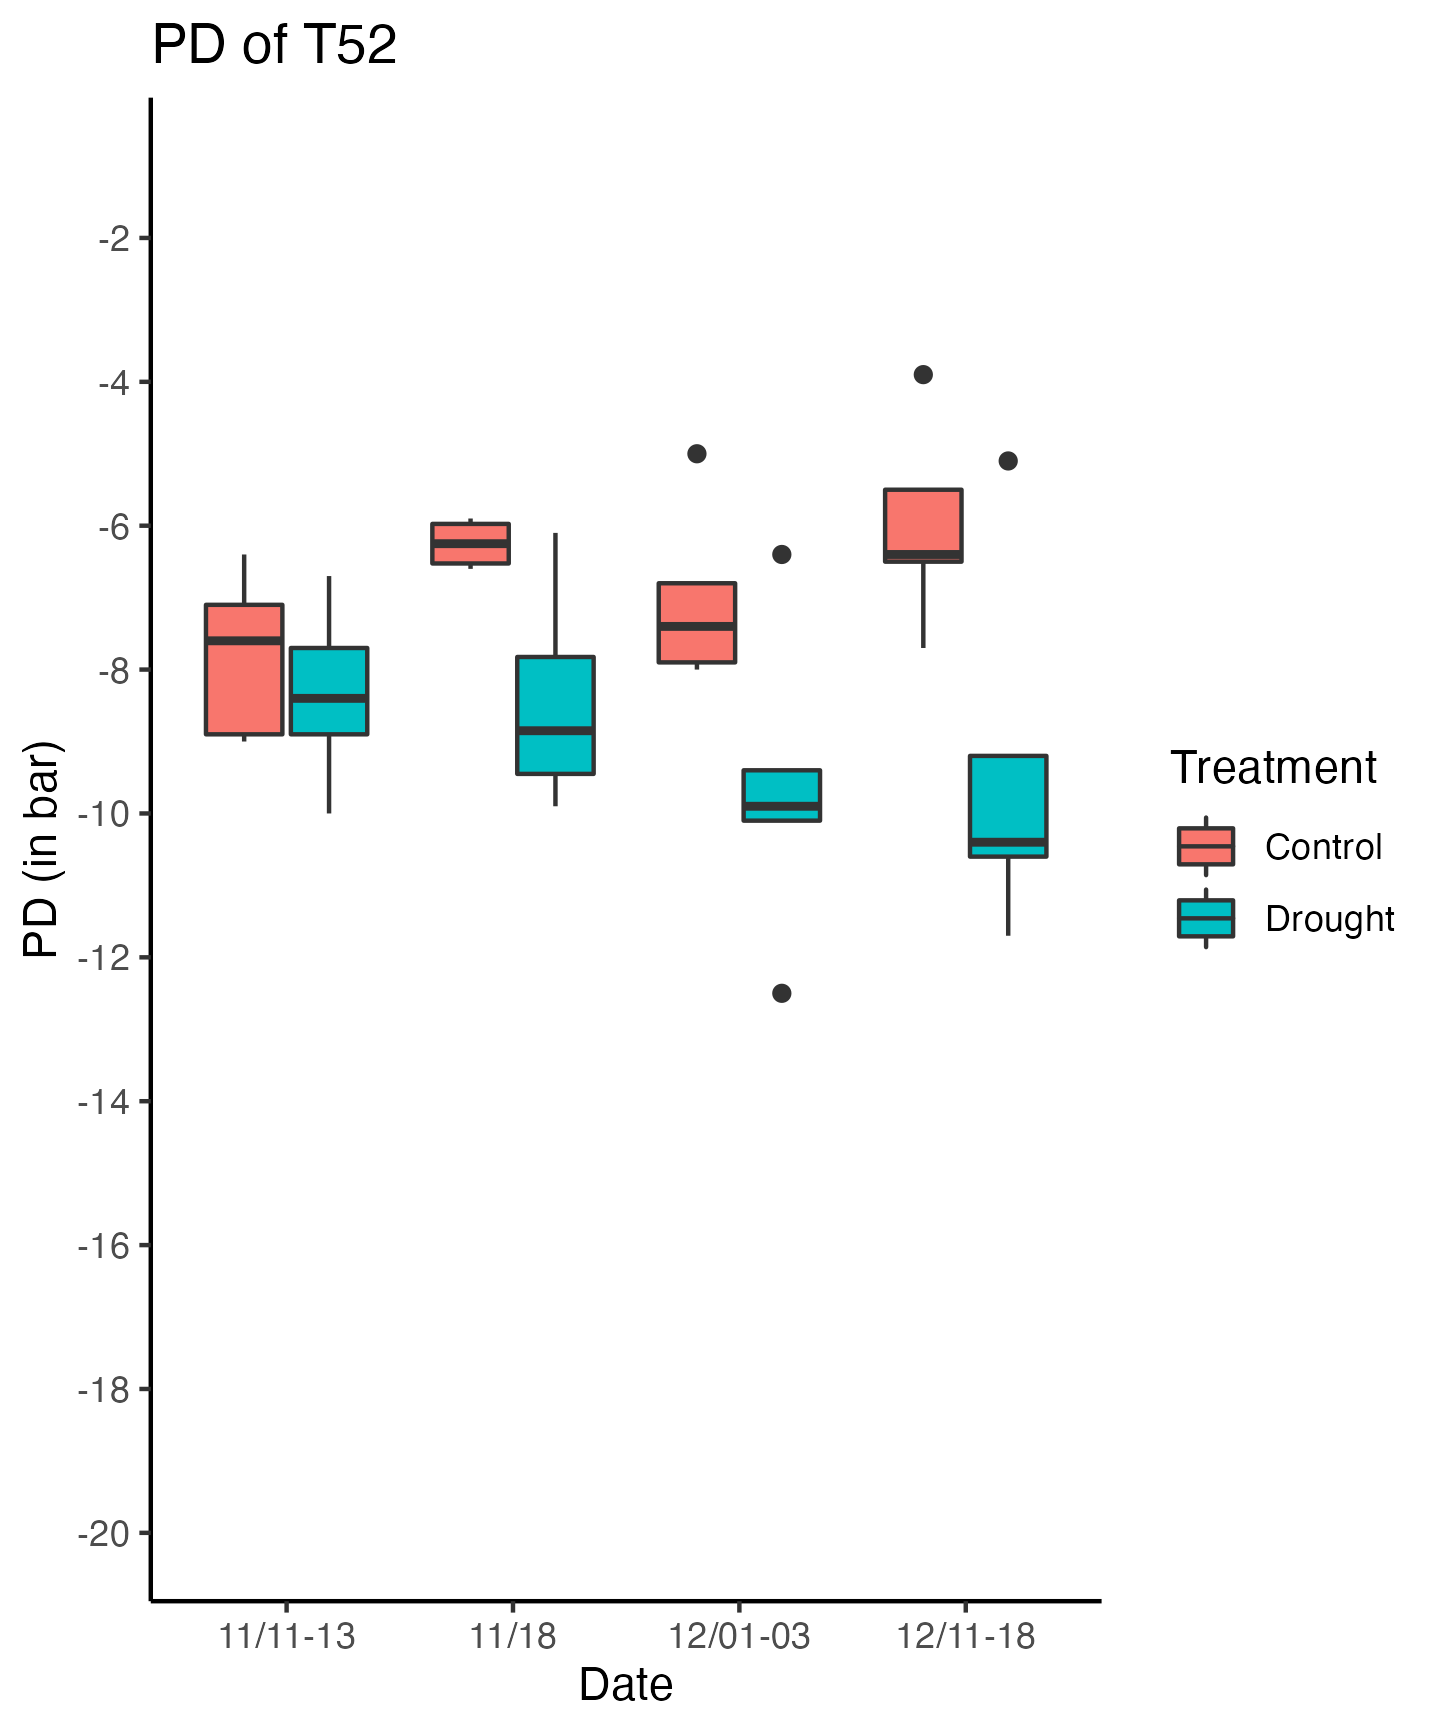 PD of T52
-2
-4
-6
-8
-10
-12
-14
-16
-18
-20
PD (in bar)
11/11-13
11/18
12/01-03
12/11-18
Date
Treatment
Control
Drought